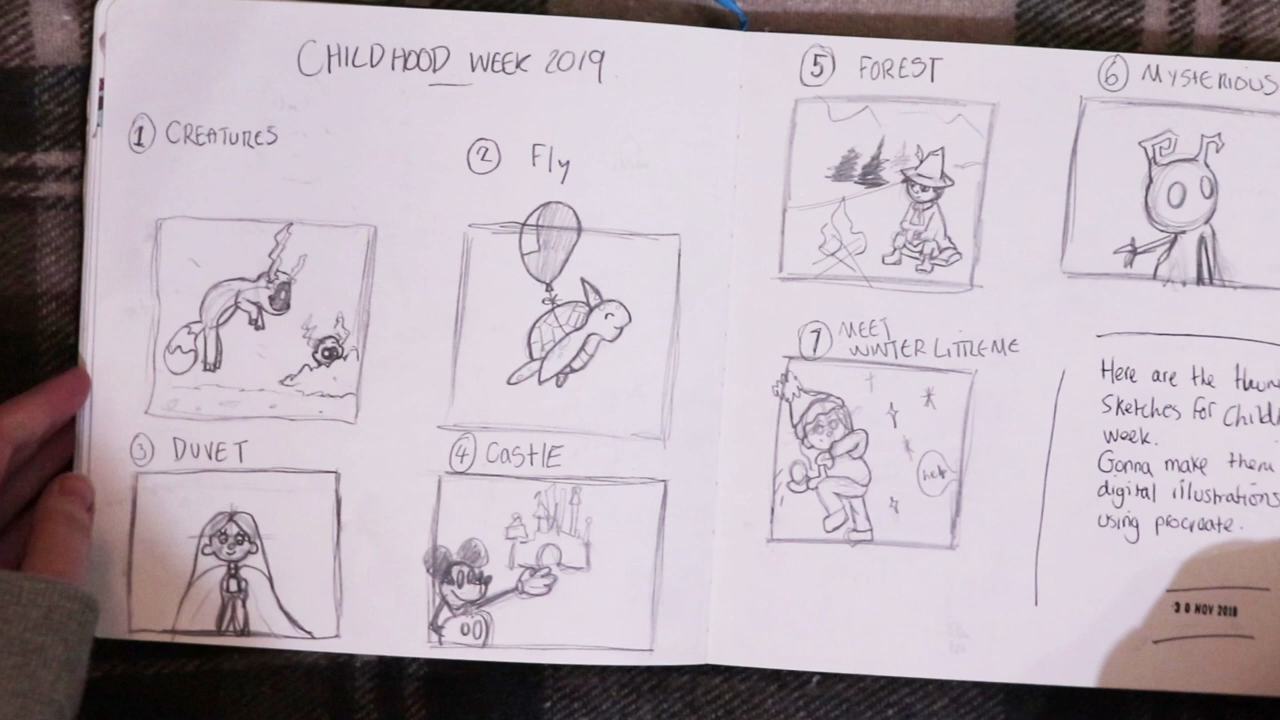 CHILDHOOD WEEK 2019
1 CREATURES
2 Fly
3 DUVET
4 CASTLE
5 FOREST
6 MYSTERIOUS
7 MEET
WINTER LITTLE ME
help
Here are the
Sketches for
week.
Gonna make them
digital illustrations
using procreate.
30 NOV 2018